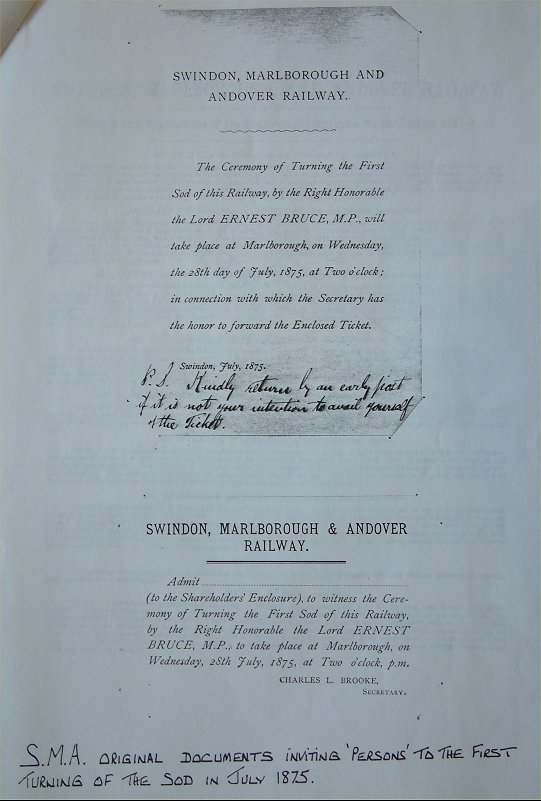 SWINDON, MARLBOROUGH AND
ANDOVER RAILWAY.
The Ceremony of Turning the First
Sod of this Railway, by the Right Honorable
the Lord ERNEST BRUCE, M.P., will
take place at Marlborough, on Wednesday,
the 28th day of July, 1875, at Two o'clock;
in connection with which the Secretary has
the honor to forward the Enclosed Ticket.
Swindon, July, 1875.
P.S. Kindly return by an early post
if it is not your intention to avail yourself
of the Ticket.
SWINDON, MARLBOROUGH & ANDOVER
RAILWAY.
Admit
(to the Shareholders' Enclosure), to witness the Cere-
mony of Turning the First Sod of this Railway,
by the Right Honorable the Lord ERNEST
BRUCE, M.P., to take place at Marlborough, on
Wednesday, 28th July, 1875, at Two o'clock, p.m.
CHARLES L. BROOKE,
SECRETARY.
S.M.A. ORIGINAL DOCUMENTS INVITING 'PERSONS' TO THE FIRST
TURNING OF THE SOD IN JULY 1875.